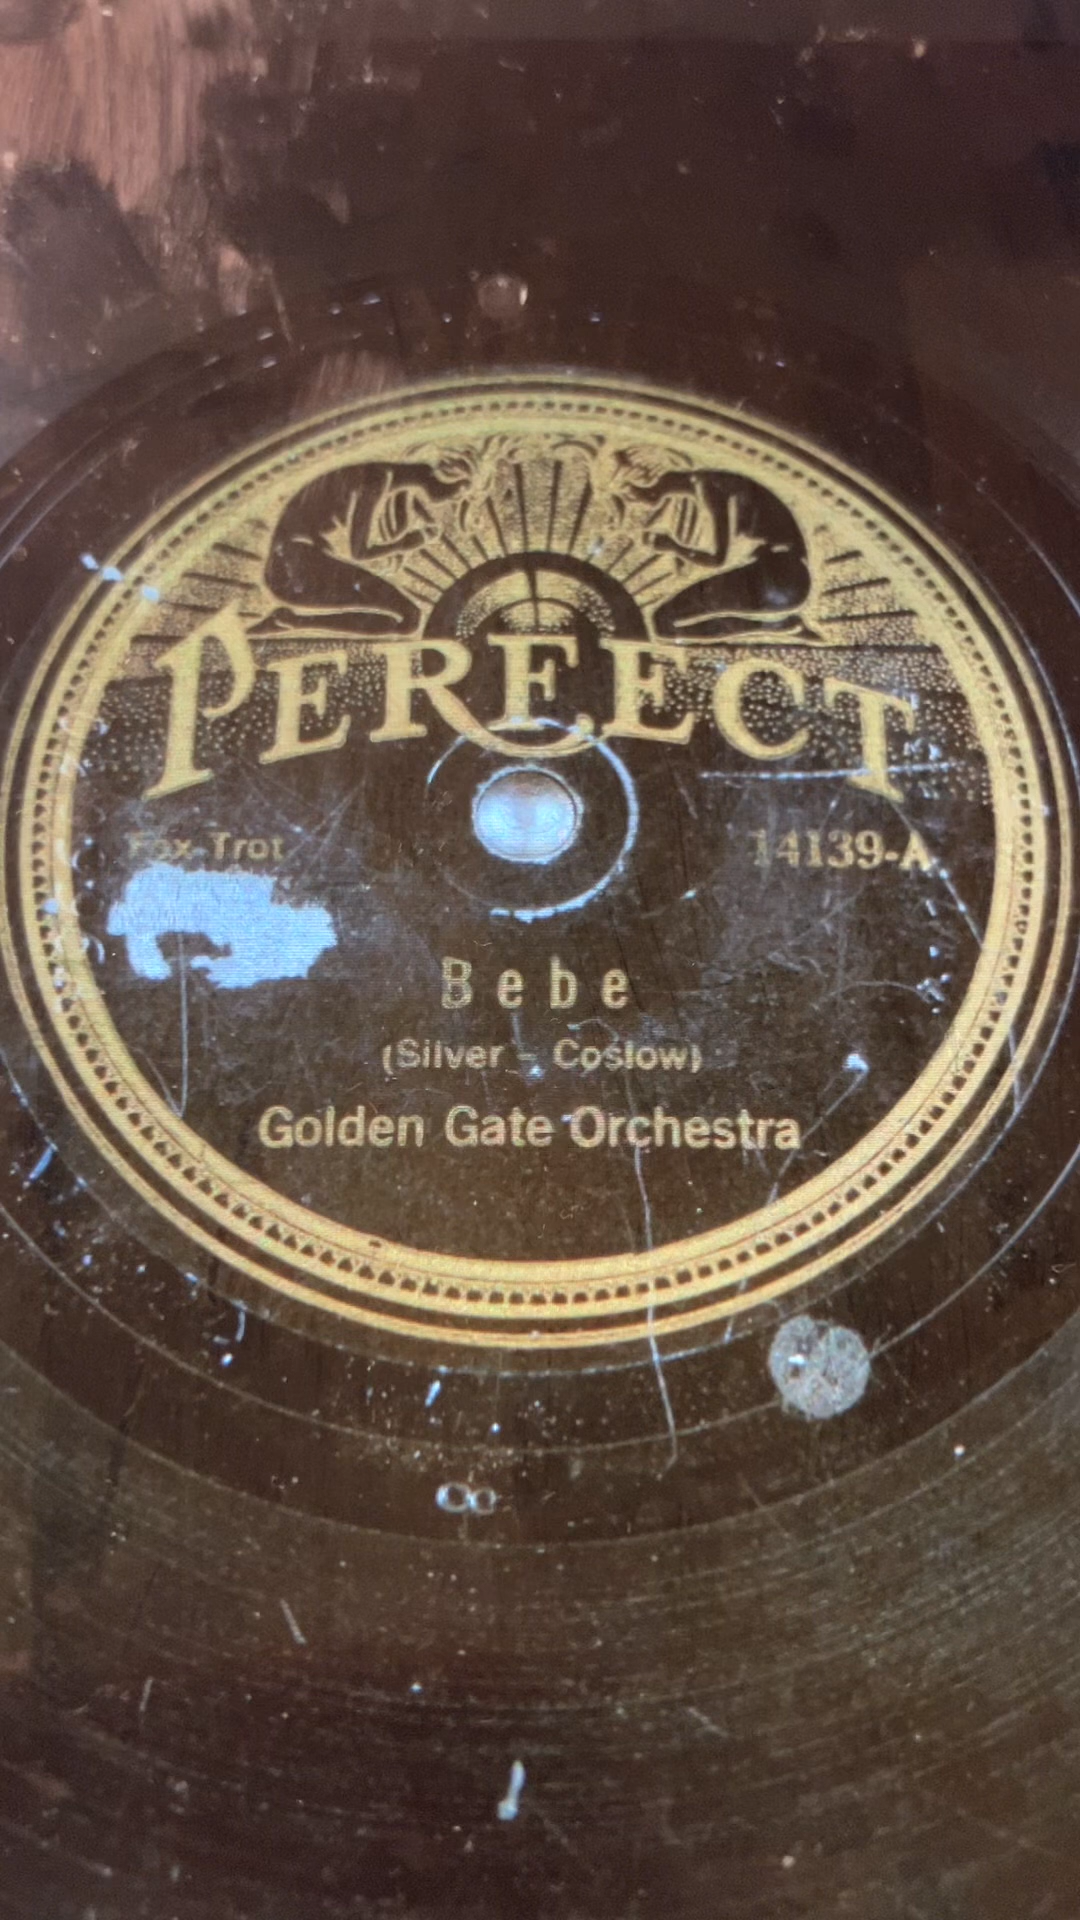 PERFECT
Fox Trot
14139-A
Bebe
(Silver - Coslow)
Golden Gate Orchestra